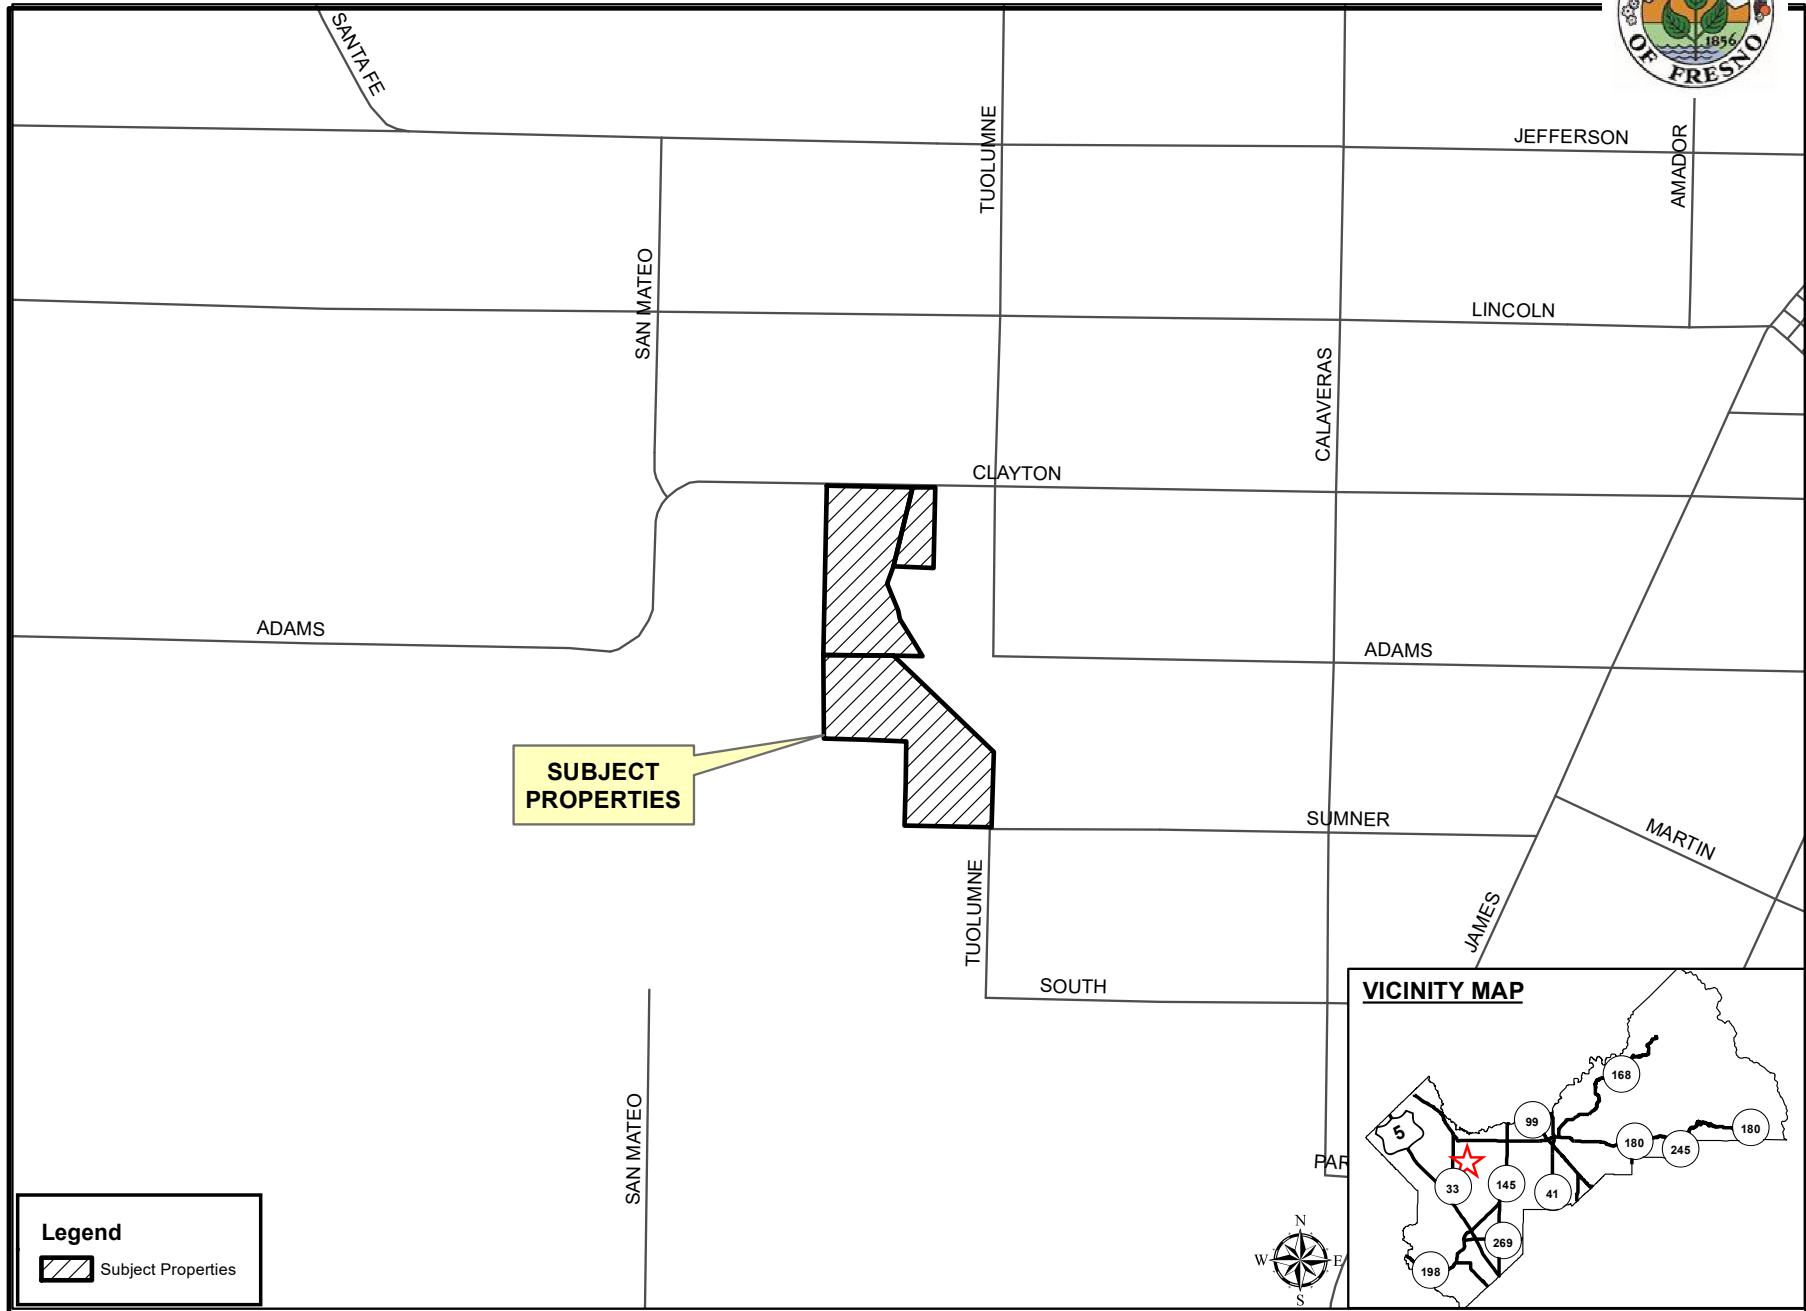 1856
OF FRESNO
SANTA FE
TUOLUMNE
JEFFERSON
AMADOR
SAN MATEO
LINCOLN
CALAVERAS
CLAYTON
ADAMS
ADAMS
SUBJECT
PROPERTIES
SUMNER
MARTIN
TUOLUMNE
JAMES
SOUTH
SAN MATEO
PAR
VICINITY MAP
168
99
5
180
245
180
33
145
41
269
198
N
W
E
S
Legend
Subject Properties